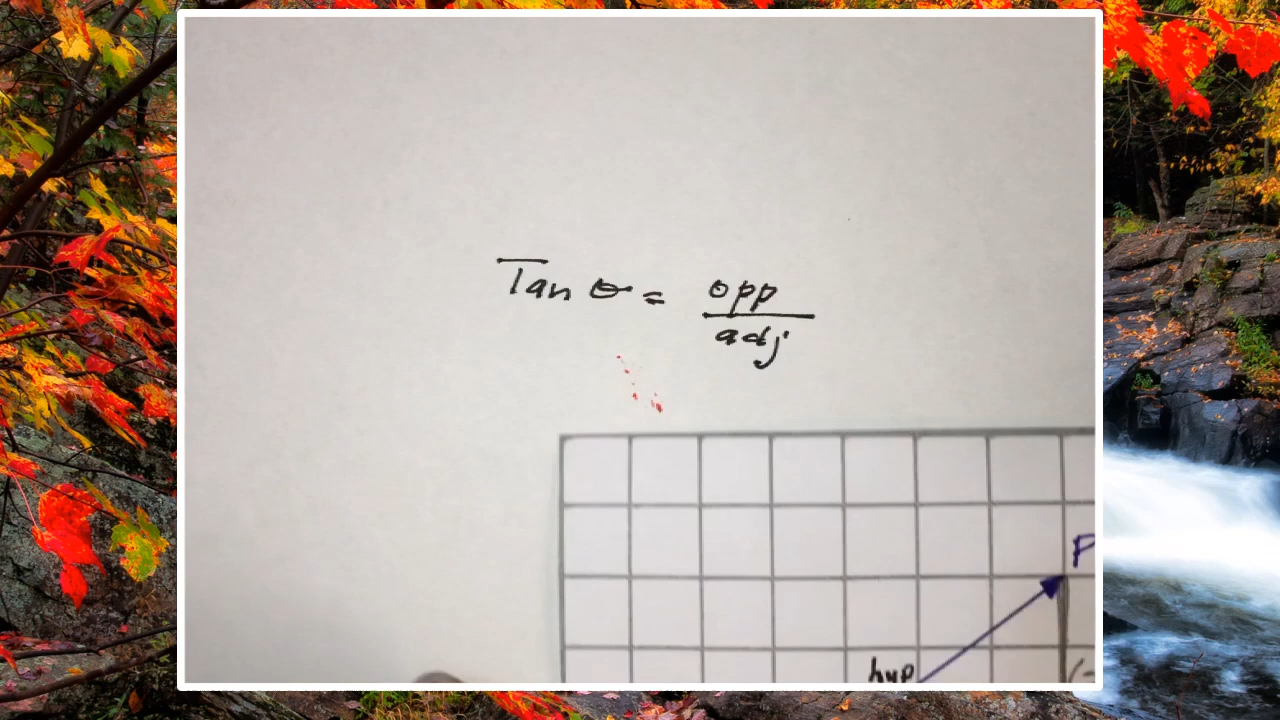 Tan θ = opp/adj
P
hyp